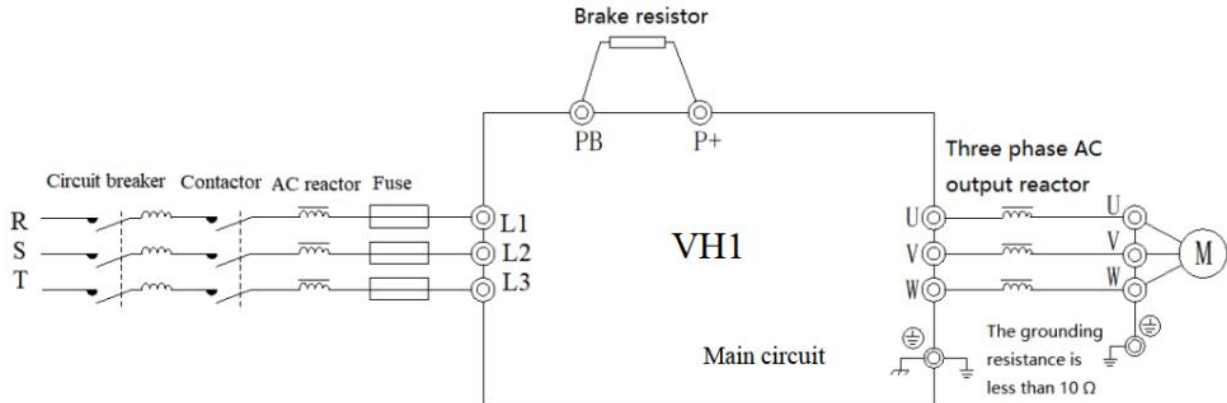 Brake resistor
PB
P+
Three phase AC
output reactor
Circuit breaker
Contactor
AC reactor
Fuse
R
S
T
L1
L2
L3
VH1
U
V
W
U
V
W
M
Main circuit
The grounding
resistance is
less than 10 Ω